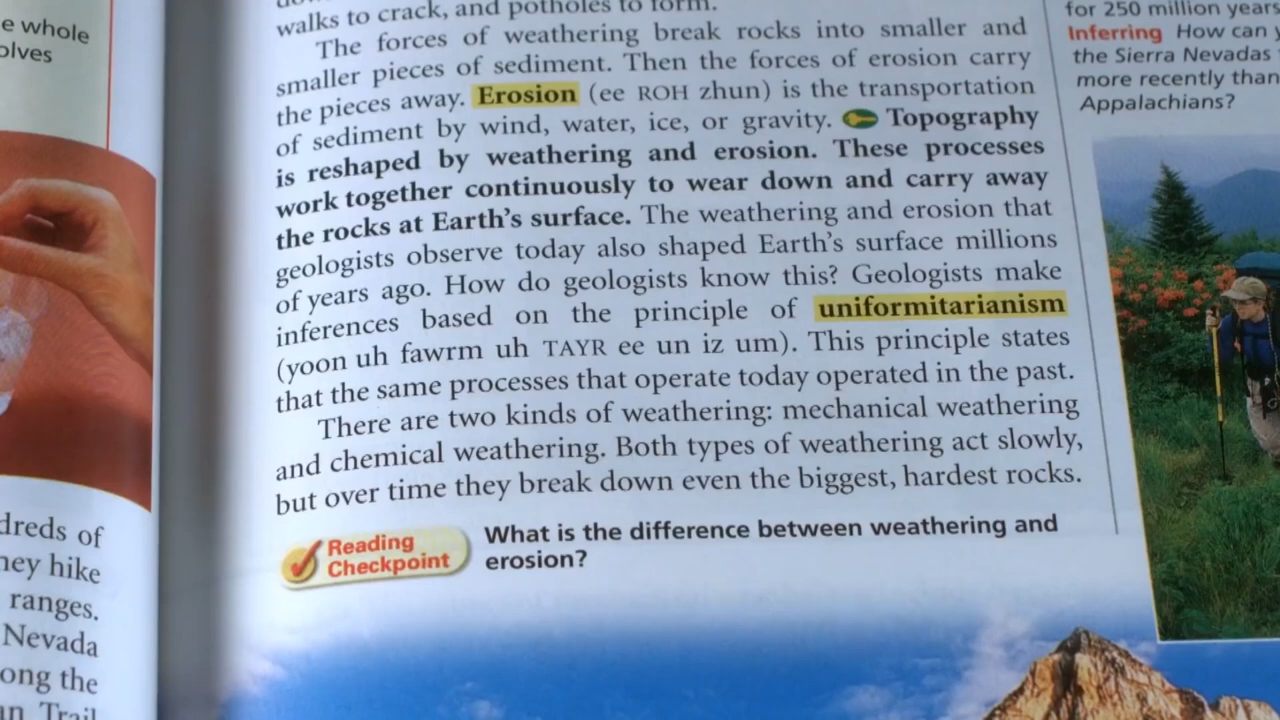 e whole
olves
dreds of
ey hike
ranges.
Nevada
ong the
n Trail
walks to crack, and potholes to form.
The forces of weathering break rocks into smaller and
smaller pieces of sediment. Then the forces of erosion carry
the pieces away. Erosion (ee ROH zhun) is the transportation
of sediment by wind, water, ice, or gravity. Topography
is reshaped by weathering and erosion. These processes
work together continuously to wear down and carry away
the rocks at Earth's surface. The weathering and erosion that
geologists observe today also shaped Earth's surface millions
of years ago. How do geologists know this? Geologists make
inferences based on the principle of uniformitarianism
(yoon uh fawrm uh TAYR ee un iz um). This principle states
that the same processes that operate today operated in the past.
There are two kinds of weathering: mechanical weathering
and chemical weathering. Both types of weathering act slowly,
but over time they break down even the biggest, hardest rocks.
Reading
Checkpoint
What is the difference between weathering and
erosion?
for 250 million years
Inferring How can
the Sierra Nevadas
more recently than
Appalachians?